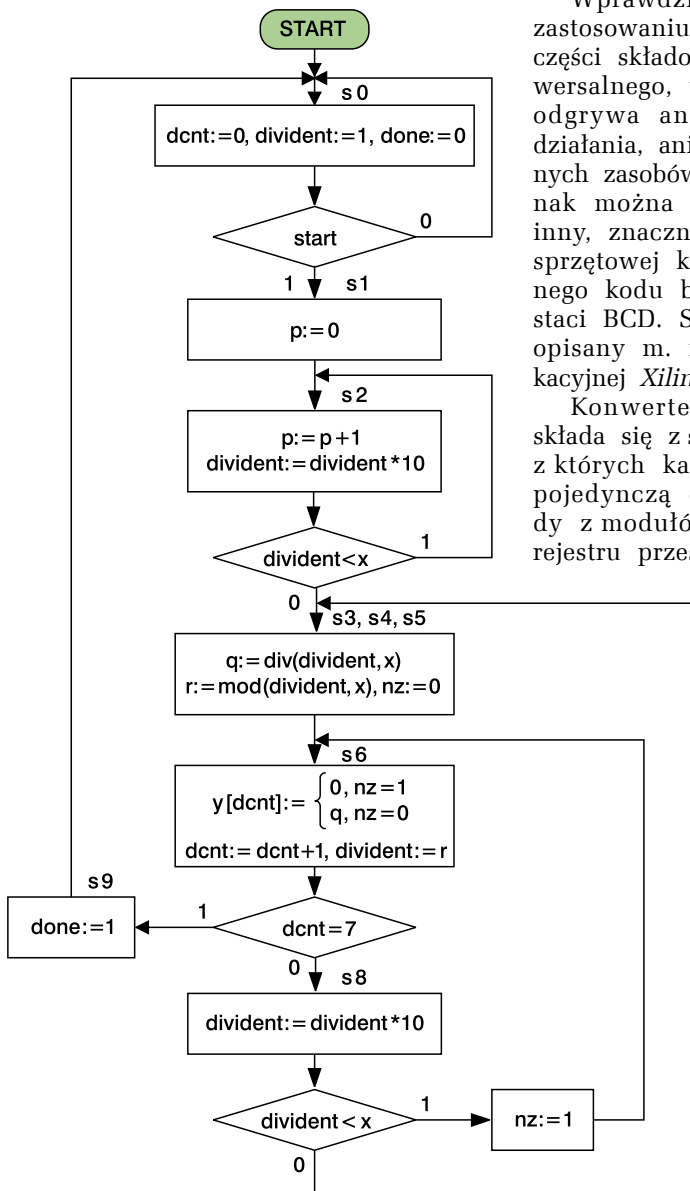 START
s0
dcnt:=0, divident:=1, done:=0
start
0
1
s1
p:=0
s2
p:=p+1
divident:=divident*10
divident<x
1
0
s3, s4, s5
q:=div(divident,x)
r:=mod(divident,x), nz:=0
s6
y[dcnt]:= { 0, nz=1
q, nz=0
dcnt:=dcnt+1, divident:=r
s9
done:=1
1
dcnt=7
0
s8
divident:=divident*10
divident<x
1
nz:=1
0
zastosowaniu
części składo
wersalnego,
odgrywa an
działania, ani
nych zasobów
nak można
inny, znaczn
sprzętowej k
nego kodu b
staci BCD. S
opisany m.
kacyjnej Xilin
Konwerte
składa się z s
z których ka
pojedynczą
dy z modułó
rejestru przes